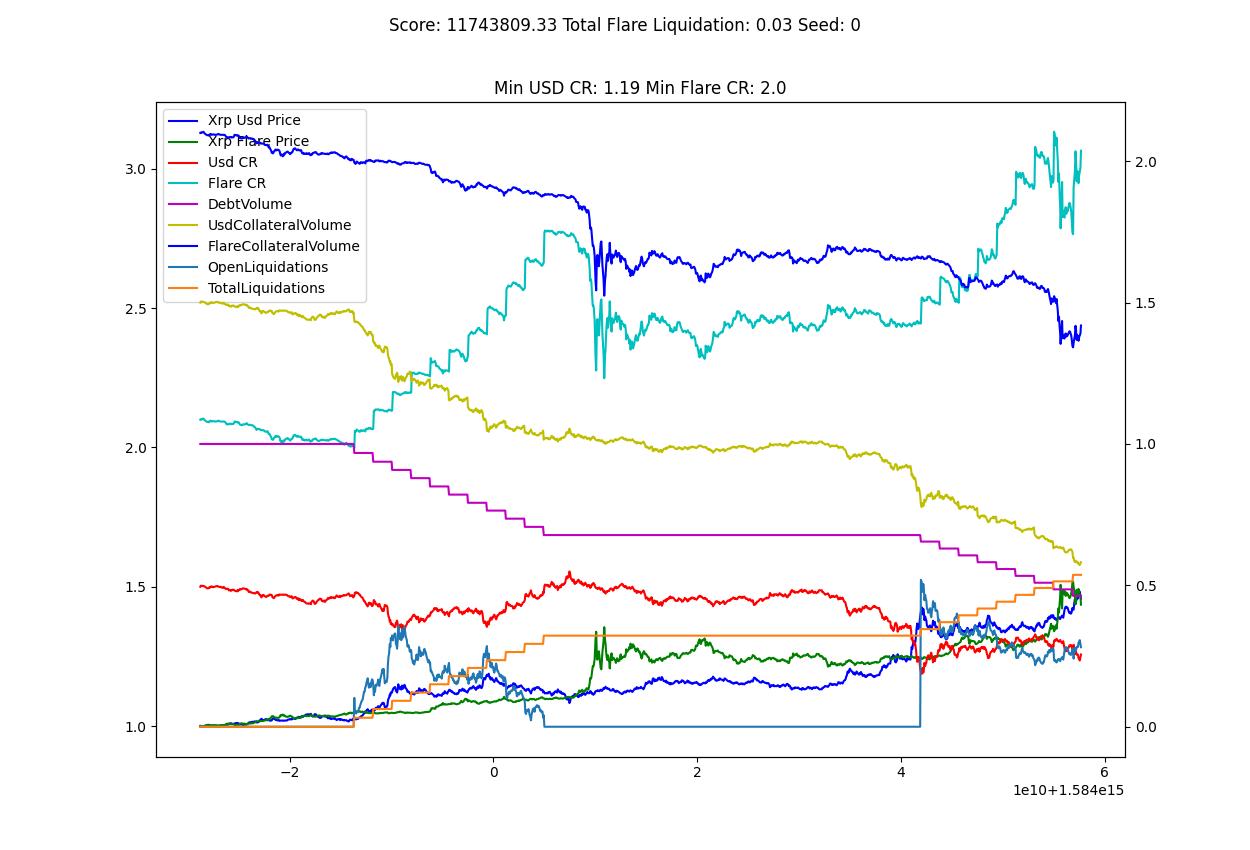 Score: 11743809.33 Total Flare Liquidation: 0.03 Seed: 0
Min USD CR: 1.19 Min Flare CR: 2.0
Xrp Usd Price
Xrp Flare Price
Usd CR
Flare CR
DebtVolume
UsdCollateralVolume
FlareCollateralVolume
OpenLiquidations
TotalLiquidations
3.0
2.5
2.0
1.5
1.0
2.0
1.5
1.0
0.5
0.0
−2
0
2
4
6
1e10+1.584e15